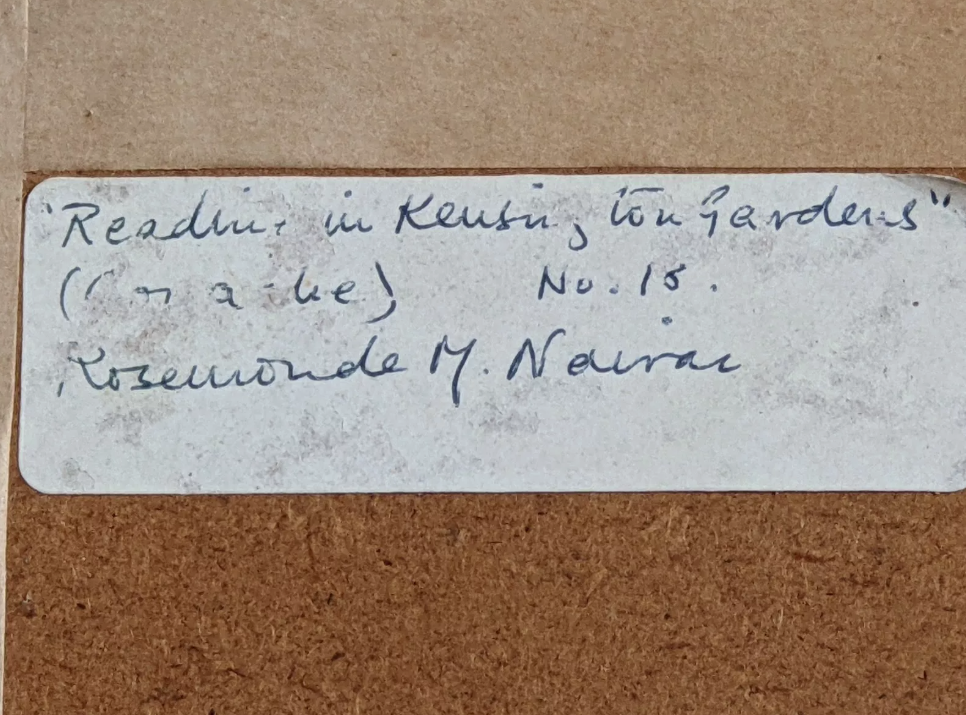 "Reading in Kensington Gardens"
No. 15.
Rosemonde M. Nairac